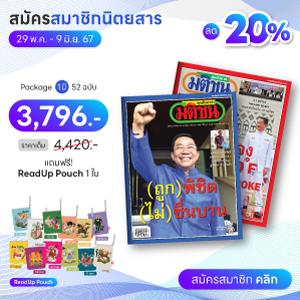 สมัครสมาชิกนิตยสาร
29 พ.ค. - 9 มิ.ย. 67
ลด 20%
Package 10 52 ฉบับ
3,796.-
ราคาเต็ม 4,420.-
แถมฟรี!
ReadUp Pouch 1 ใบ
มติชน
มติชน
(ถูก)พิชิต
(ไม่)ชื่นบาน
ReadUp Pouch
สมัครสมาชิก คลิก